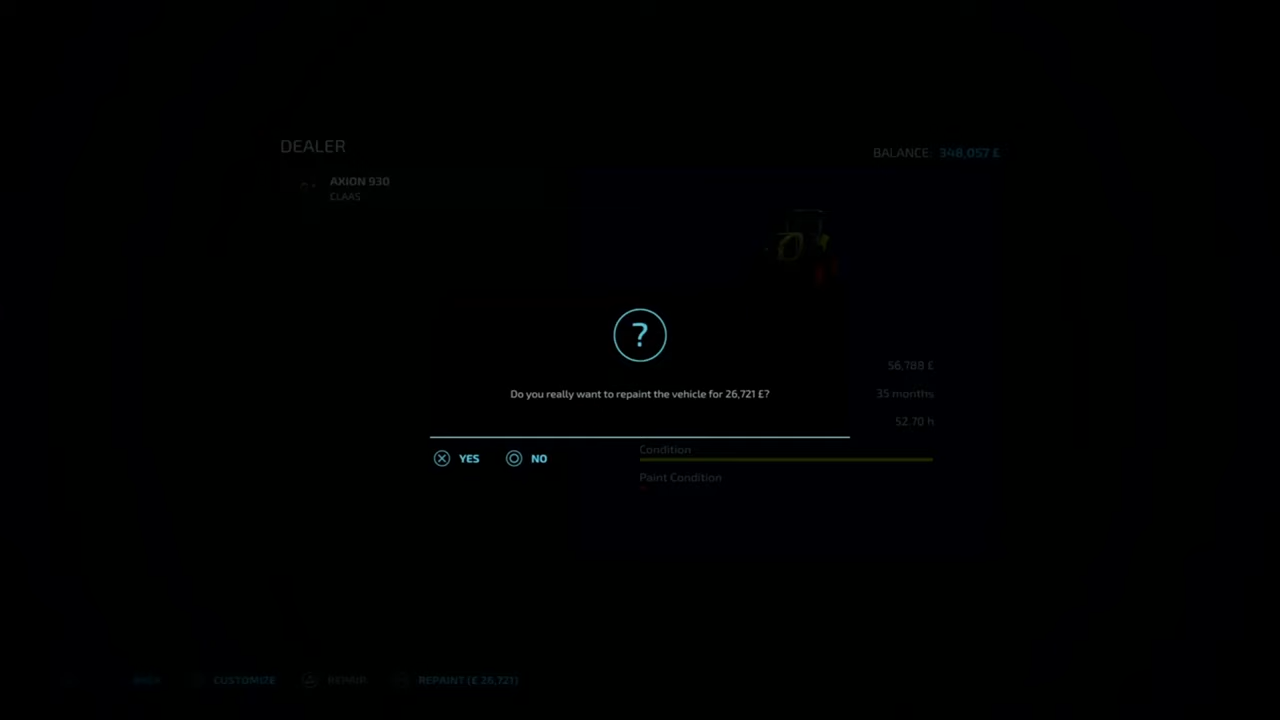 DEALER
BALANCE: 348,057 £
AXION 930
CLAAS
?
56,788 £
Do you really want to repaint the vehicle for 26,721 £?
35 months
52.70 h
Condition
YES
NO
Paint Condition
BACK
CUSTOMIZE
REPAIR
REPAINT (£ 26,721)